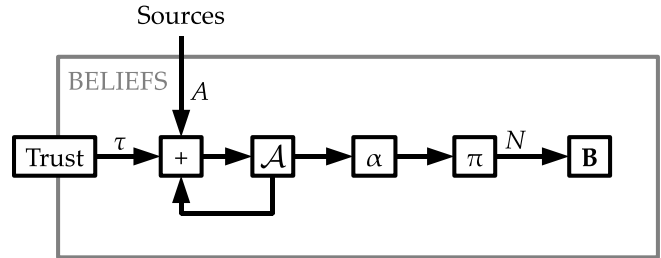 Sources
BELIEFS
A
Trust τ + 𝒜 α π N B